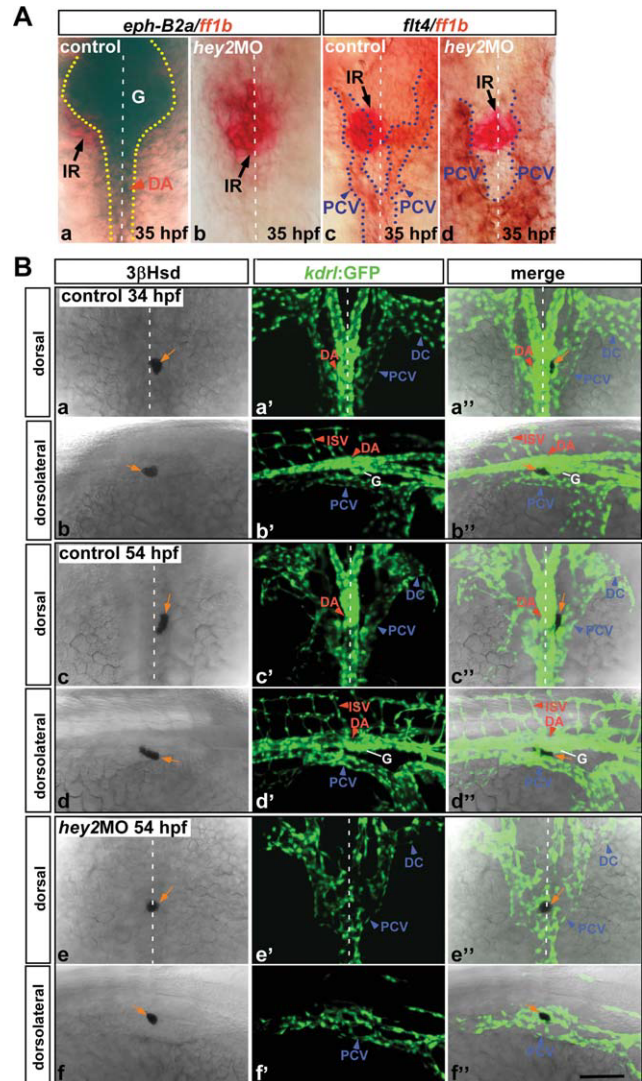 A
eph-B2a/ff1b
flt4/ff1b
control
hey2MO
control
hey2MO
G
IR
DA
IR
IR
PCV
PCV
IR
PCV
a
35 hpf
b
35 hpf
c
35 hpf
d
35 hpf
B
3βHsd
kdrl:GFP
merge
dorsal
control 34 hpf
DA
DC
PCV
DA
DC
PCV
a
a'
a''
dorsolateral
ISV
DA
G
PCV
ISV
DA
G
PCV
b
b'
b''
dorsal
control 54 hpf
DA
DC
PCV
DA
DC
PCV
c
c'
c''
dorsolateral
ISV
DA
G
PCV
ISV
DA
G
PCV
d
d'
d''
dorsal
hey2MO 54 hpf
DC
PCV
DC
PCV
e
e'
e''
dorsolateral
PCV
PCV
f
f'
f''